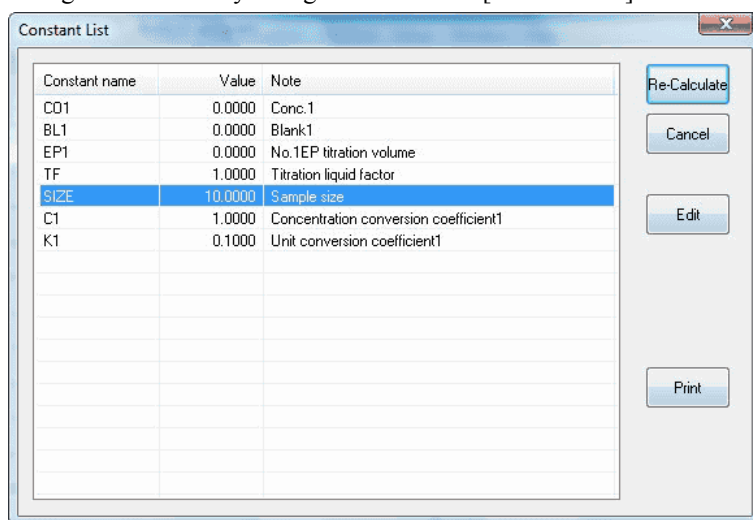 Constant List
Constant name Value Note
CO1 0.0000 Conc.1
BL1 0.0000 Blank1
EP1 0.0000 No.1EP titration volume
TF 1.0000 Titration liquid factor
SIZE 10.0000 Sample size
C1 1.0000 Concentration conversion coefficient1
K1 0.1000 Unit conversion coefficient1
Re-Calculate
Cancel
Edit
Print